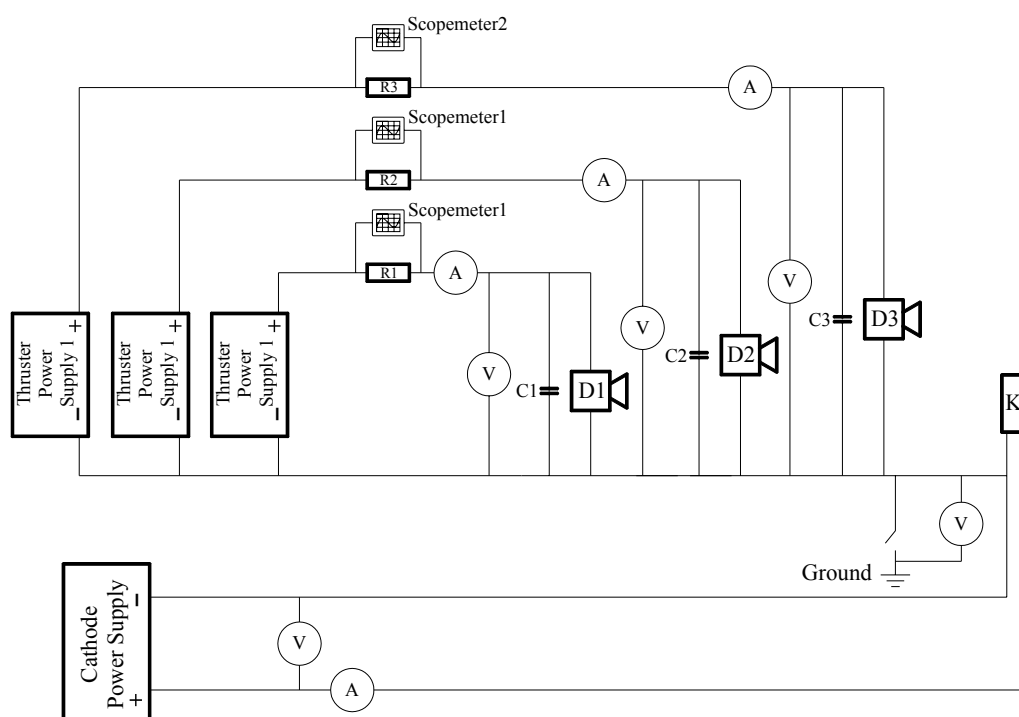 Scopemeter2
R3
A
Scopemeter1
R2
A
Scopemeter1
R1
A
V
V
V
C1
D1
C2
D2
C3
D3
Thruster
Power
Supply 1
+
−
Thruster
Power
Supply 1
+
−
Thruster
Power
Supply 1
+
−
K
V
Ground
Cathode
Power Supply
−
+
V
A